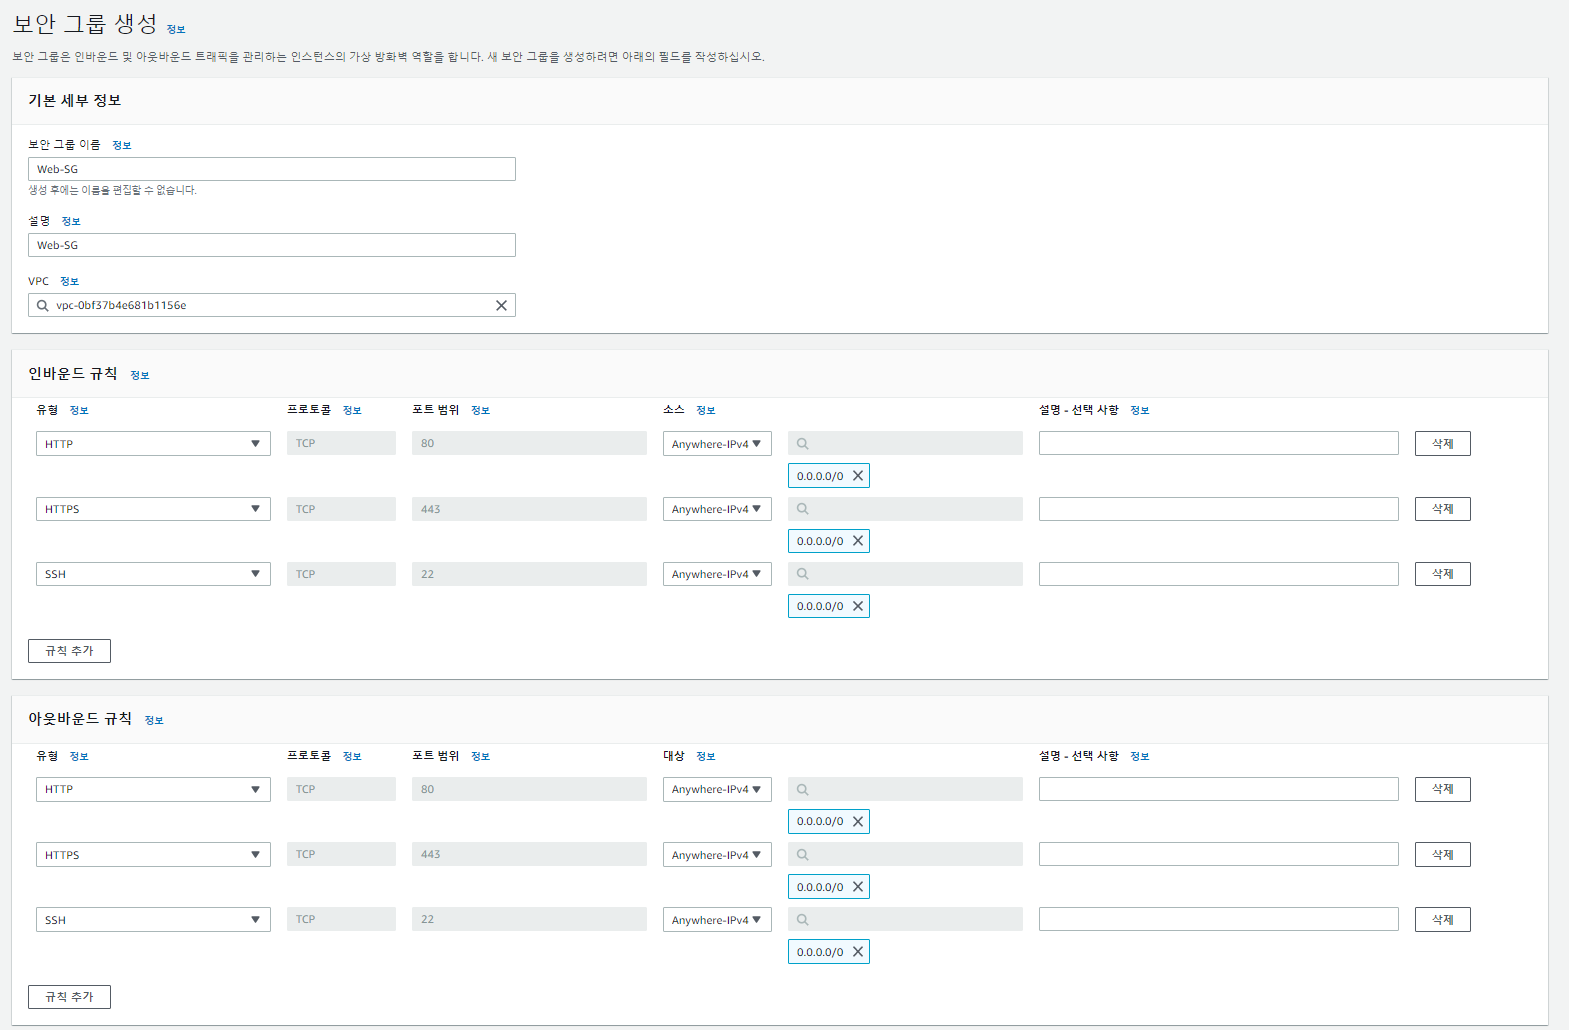 보안 그룹 생성 정보
보안 그룹은 인바운드 및 아웃바운드 트래픽을 관리하는 인스턴스의 가상 방화벽 역할을 합니다. 새 보안 그룹을 생성하려면 아래의 필드를 작성하십시오.
기본 세부 정보
보안 그룹 이름 정보
Web-SG
생성 후에는 이름을 편집할 수 없습니다.
설명 정보
Web-SG
VPC 정보
vpc-0bf37b4e681b1156e
인바운드 규칙 정보
유형 정보 프로토콜 정보 포트 범위 정보 소스 정보 설명 - 선택 사항 정보
HTTP TCP 80 Anywhere-IPv4 삭제
0.0.0.0/0
HTTPS TCP 443 Anywhere-IPv4 삭제
0.0.0.0/0
SSH TCP 22 Anywhere-IPv4 삭제
0.0.0.0/0
규칙 추가
아웃바운드 규칙 정보
유형 정보 프로토콜 정보 포트 범위 정보 대상 정보 설명 - 선택 사항 정보
HTTP TCP 80 Anywhere-IPv4 삭제
0.0.0.0/0
HTTPS TCP 443 Anywhere-IPv4 삭제
0.0.0.0/0
SSH TCP 22 Anywhere-IPv4 삭제
0.0.0.0/0
규칙 추가